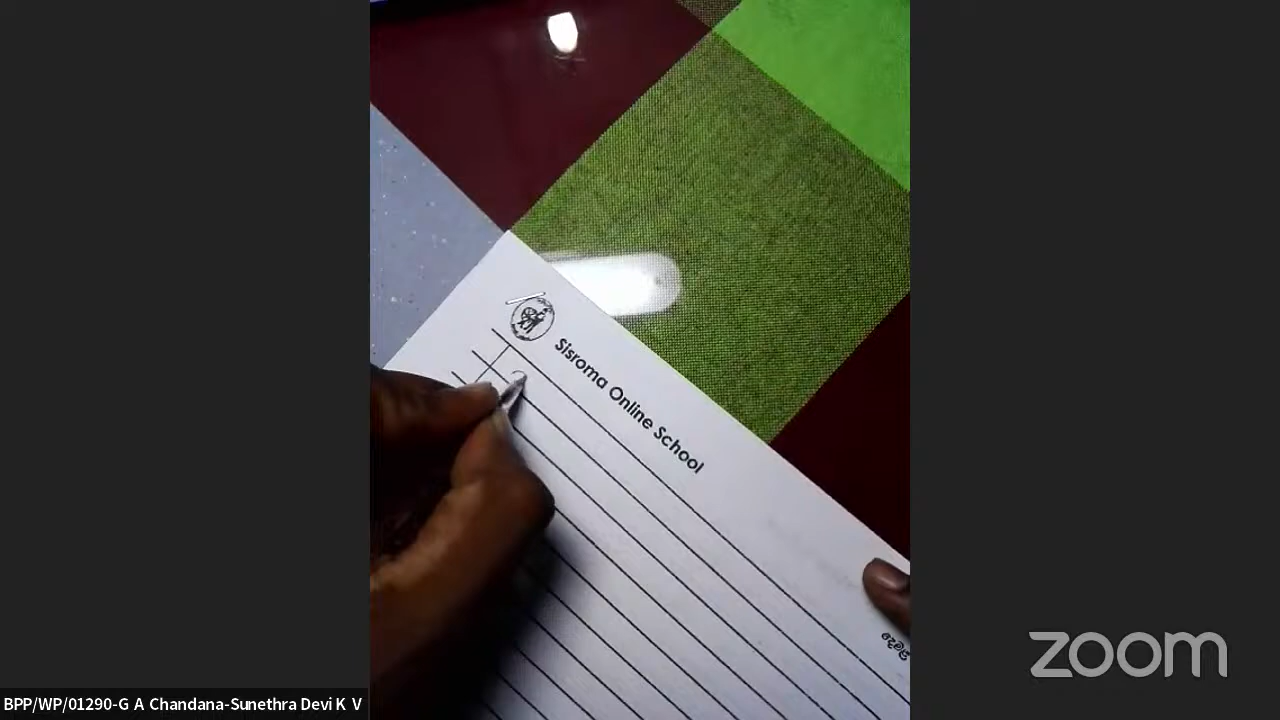 Sisroma Online School
zoom
BPP/WP/01290-G A Chandana-Sunethra Devi K V